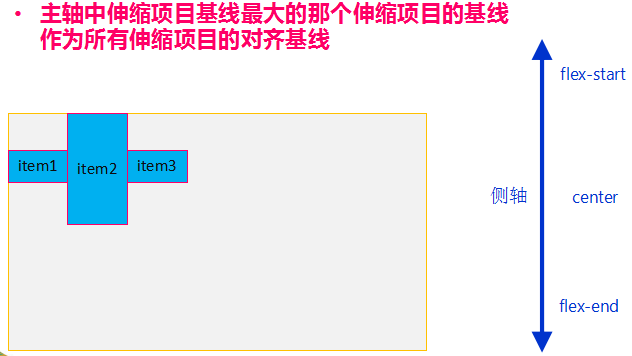 • 主轴中伸缩项目基线最大的那个伸缩项目的基线
作为所有伸缩项目的对齐基线
flex-start
item1
item2
item3
侧轴
center
flex-end